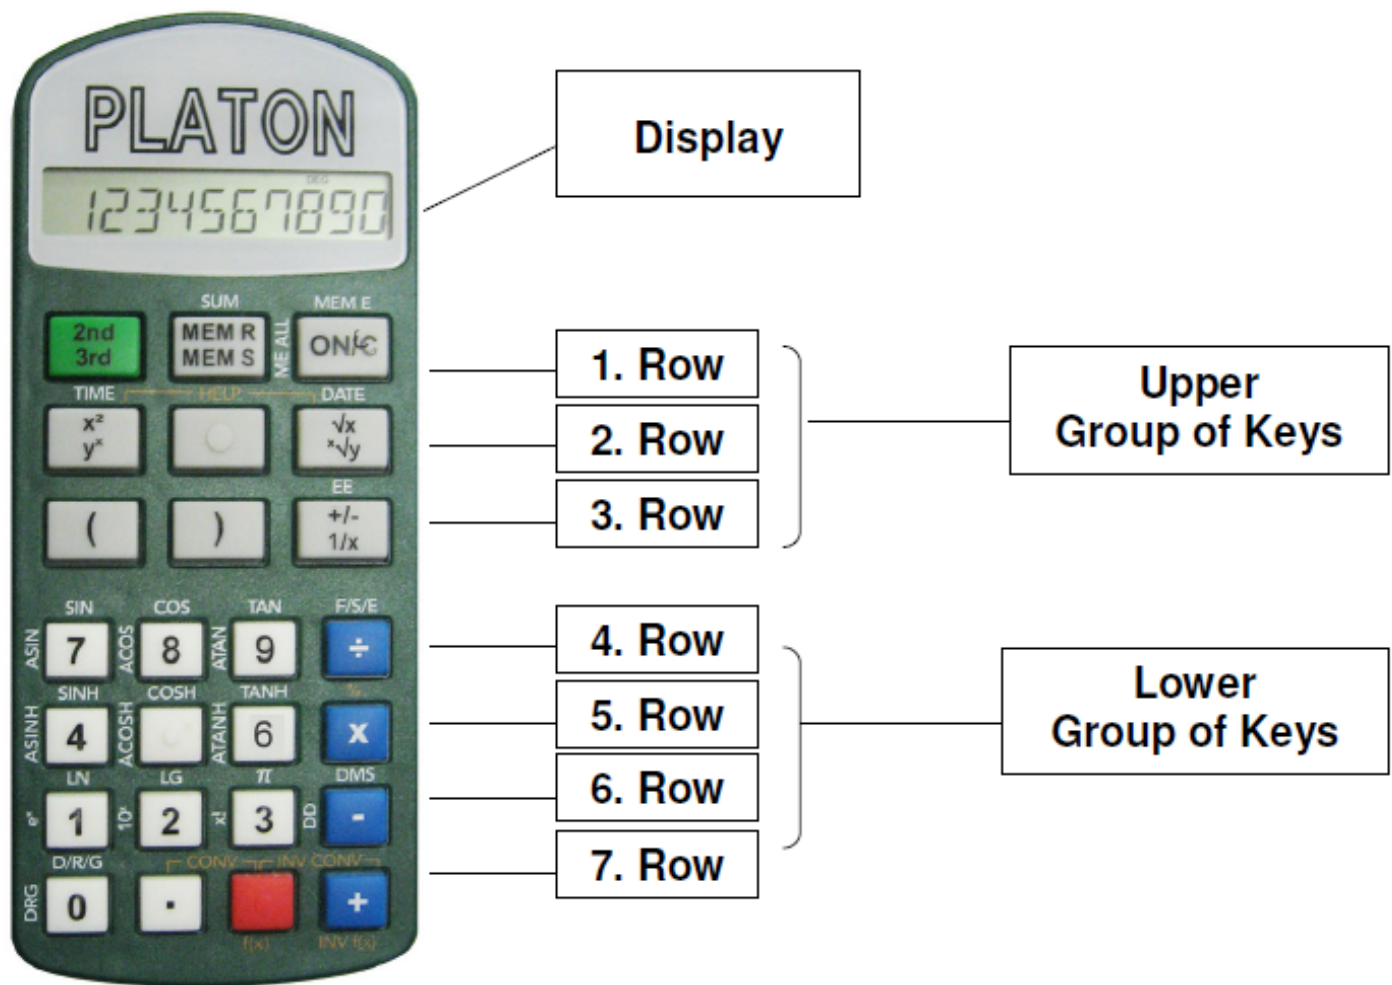 PLATON
DEG
1234567890
Display
SUM
MEM E
2nd
3rd
MEM R
MEM S
ME ALL
ON/C
1. Row
TIME
HELP
DATE
x²
yˣ
√x
ˣ√y
2. Row
Upper
Group of Keys
EE
(
)
+/-
1/x
3. Row
SIN
COS
TAN
F/S/E
ASIN
7
ACOS
8
ATAN
9
÷
4. Row
SINH
COSH
TANH
ASINH
4
ACOSH
ATANH
6
x
5. Row
Lower
Group of Keys
LN
LG
π
DMS
eˣ
1
10ˣ
2
x!
3
DD
-
6. Row
D/R/G
CONV
INV CONV
DRG
0
.
+
7. Row
f(x)
INV f(x)